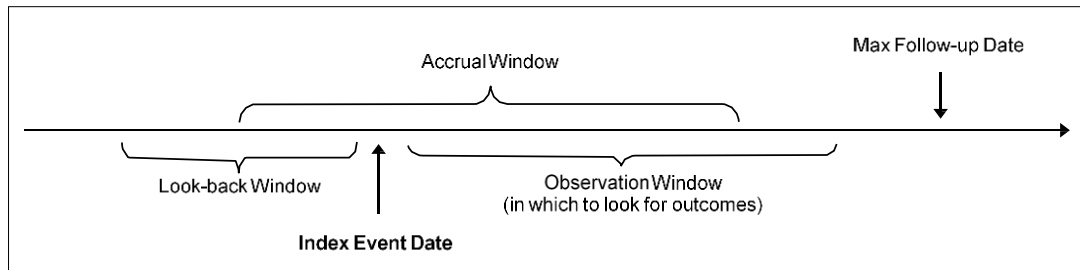 Max Follow-up Date
Accrual Window
Look-back Window
Observation Window
(in which to look for outcomes)
Index Event Date